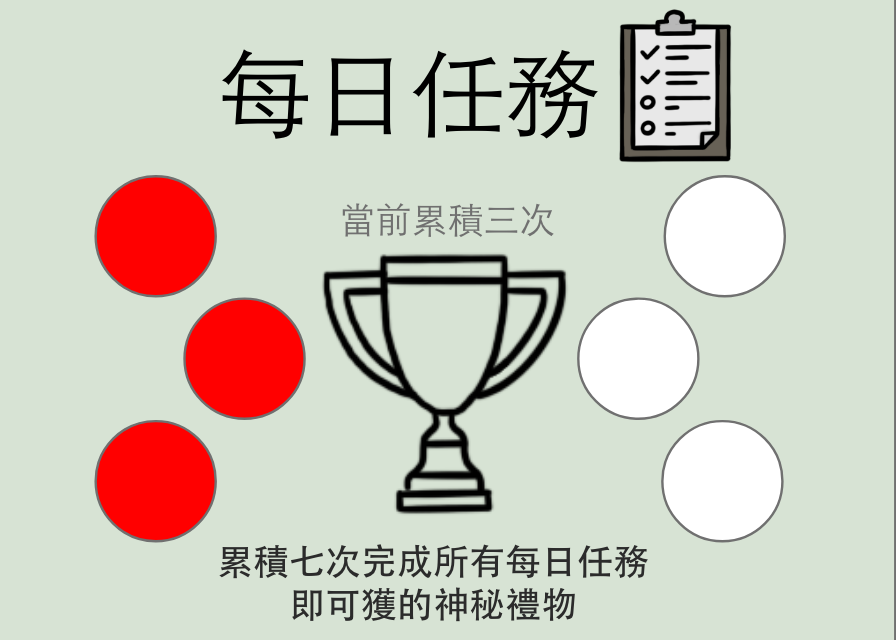 每日任務
當前累積三次
累積七次完成所有每日任務
即可獲的神秘禮物